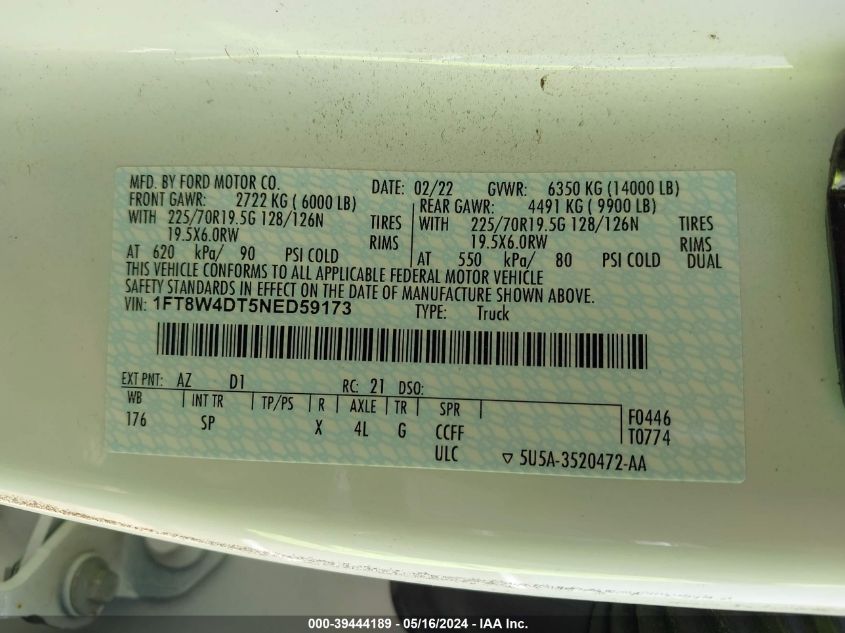 MFD. BY FORD MOTOR CO. DATE: 02/22 GVWR: 6350 KG (14000 LB)
FRONT GAWR: 2722 KG ( 6000 LB) REAR GAWR: 4491 KG ( 9900 LB)
WITH 225/70R19.5G 128/126N TIRES WITH 225/70R19.5G 128/126N TIRES
19.5X6.0RW RIMS 19.5X6.0RW RIMS
AT 620 kPa/ 90 PSI COLD AT 550 kPa/ 80 PSI COLD DUAL
THIS VEHICLE CONFORMS TO ALL APPLICABLE FEDERAL MOTOR VEHICLE
SAFETY STANDARDS IN EFFECT ON THE DATE OF MANUFACTURE SHOWN ABOVE.
VIN: 1FT8W4DT5NED59173 TYPE: Truck
EXT PNT: AZ D1 RC: 21 DSO:
WB INT TR TP/PS R AXLE TR SPR F0446
176 SP X 4L G CCFF T0774
ULC ▽ 5U5A-3520472-AA
000-39444189 - 05/16/2024 - IAA Inc.